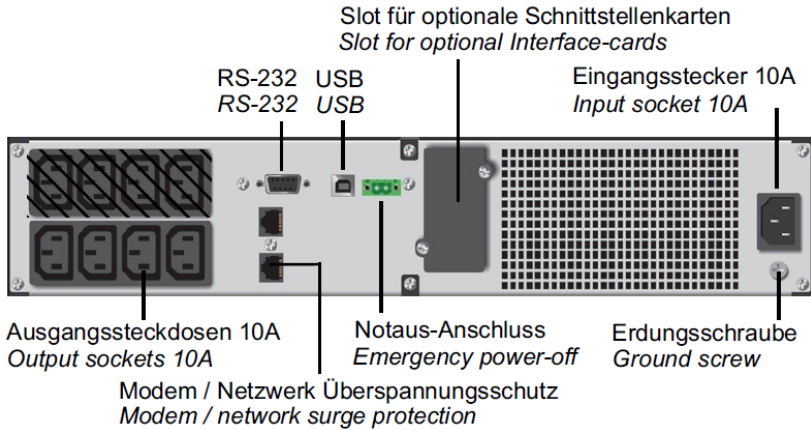 Slot für optionale Schnittstellenkarten
Slot for optional Interface-cards
RS-232 USB
RS-232 USB
Eingangsstecker 10A
Input socket 10A
Ausgangssteckdosen 10A
Output sockets 10A
Notaus-Anschluss
Emergency power-off
Erdungsschraube
Ground screw
Modem / Netzwerk Überspannungsschutz
Modem / network surge protection